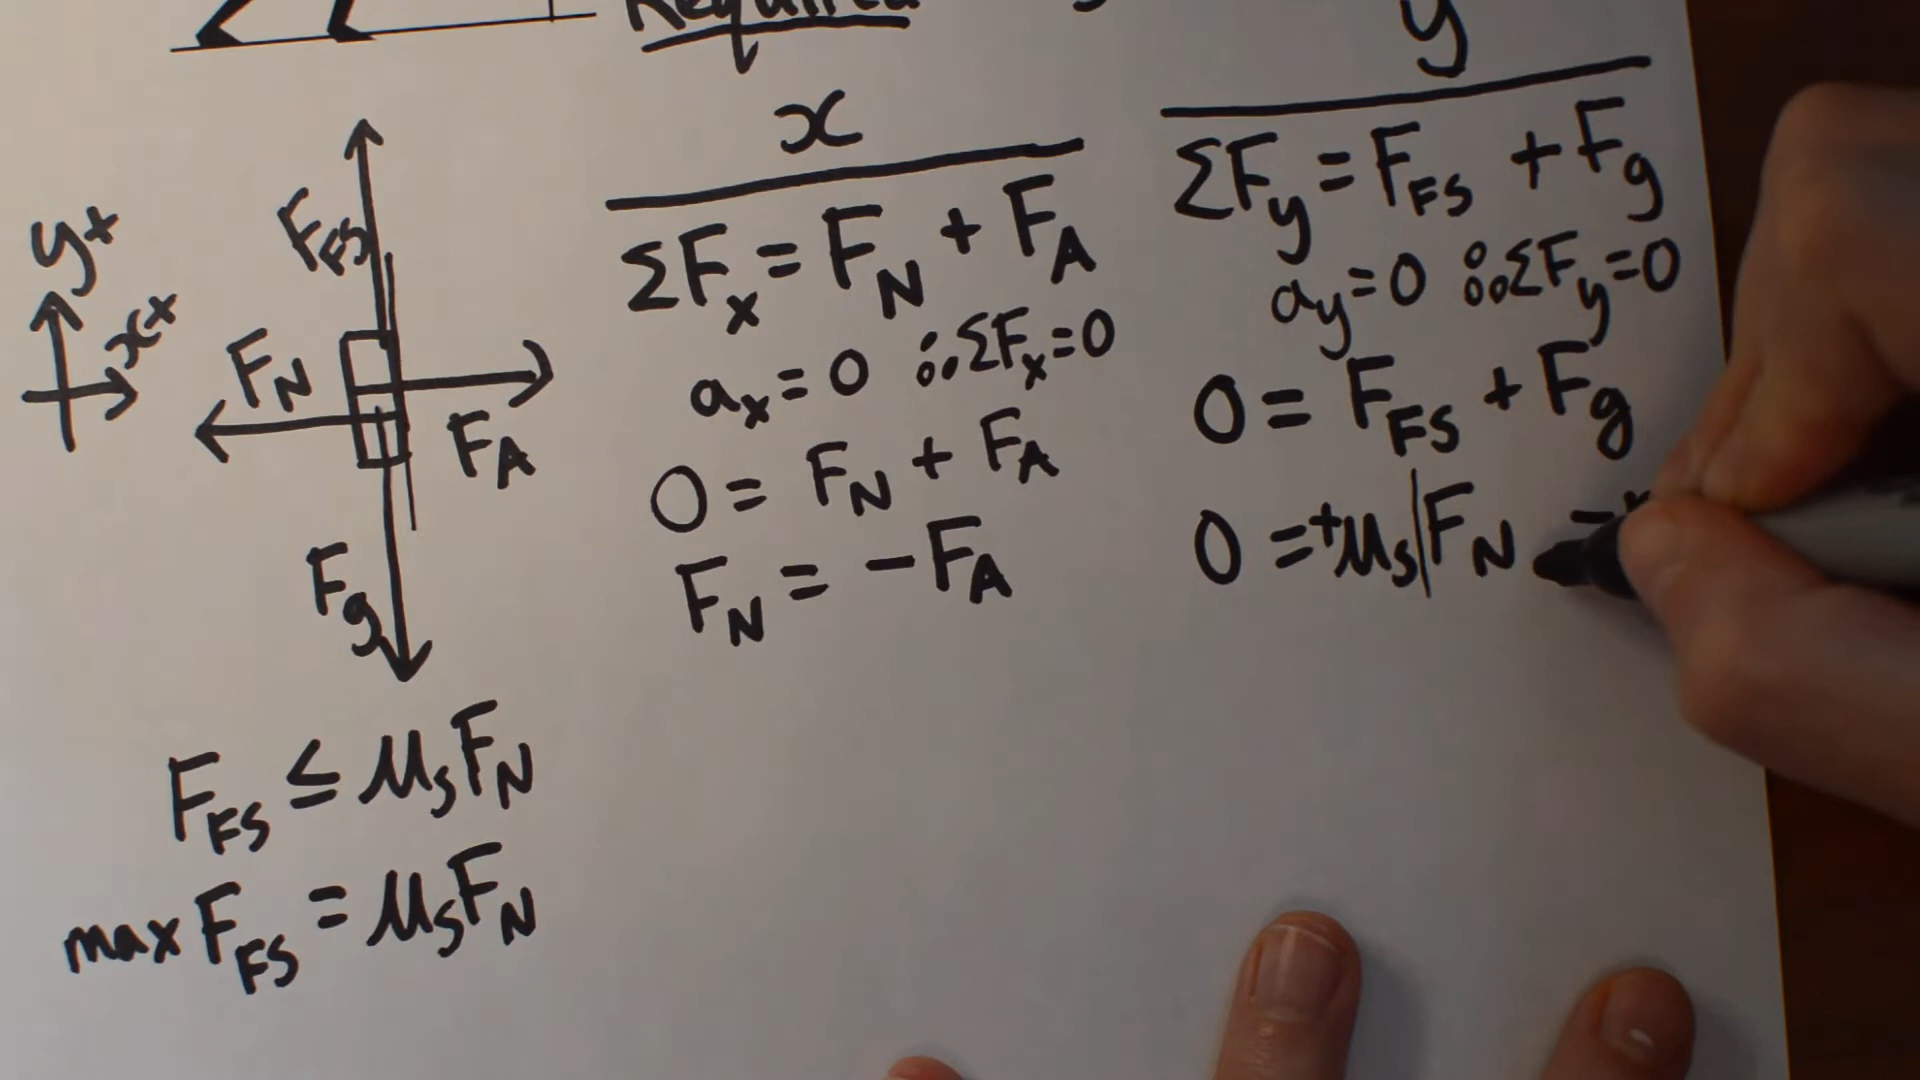 Required
y+
x+
F_FS
F_N
F_A
F_g
F_FS ≤ μ_s F_N
max F_FS = μ_s F_N
x
ΣF_x = F_N + F_A
a_x = 0 ∴ ΣF_x = 0
0 = F_N + F_A
F_N = -F_A
y
ΣF_y = F_FS + F_g
a_y = 0 ∴ ΣF_y = 0
0 = F_FS + F_g
0 = +μ_s|F_N -